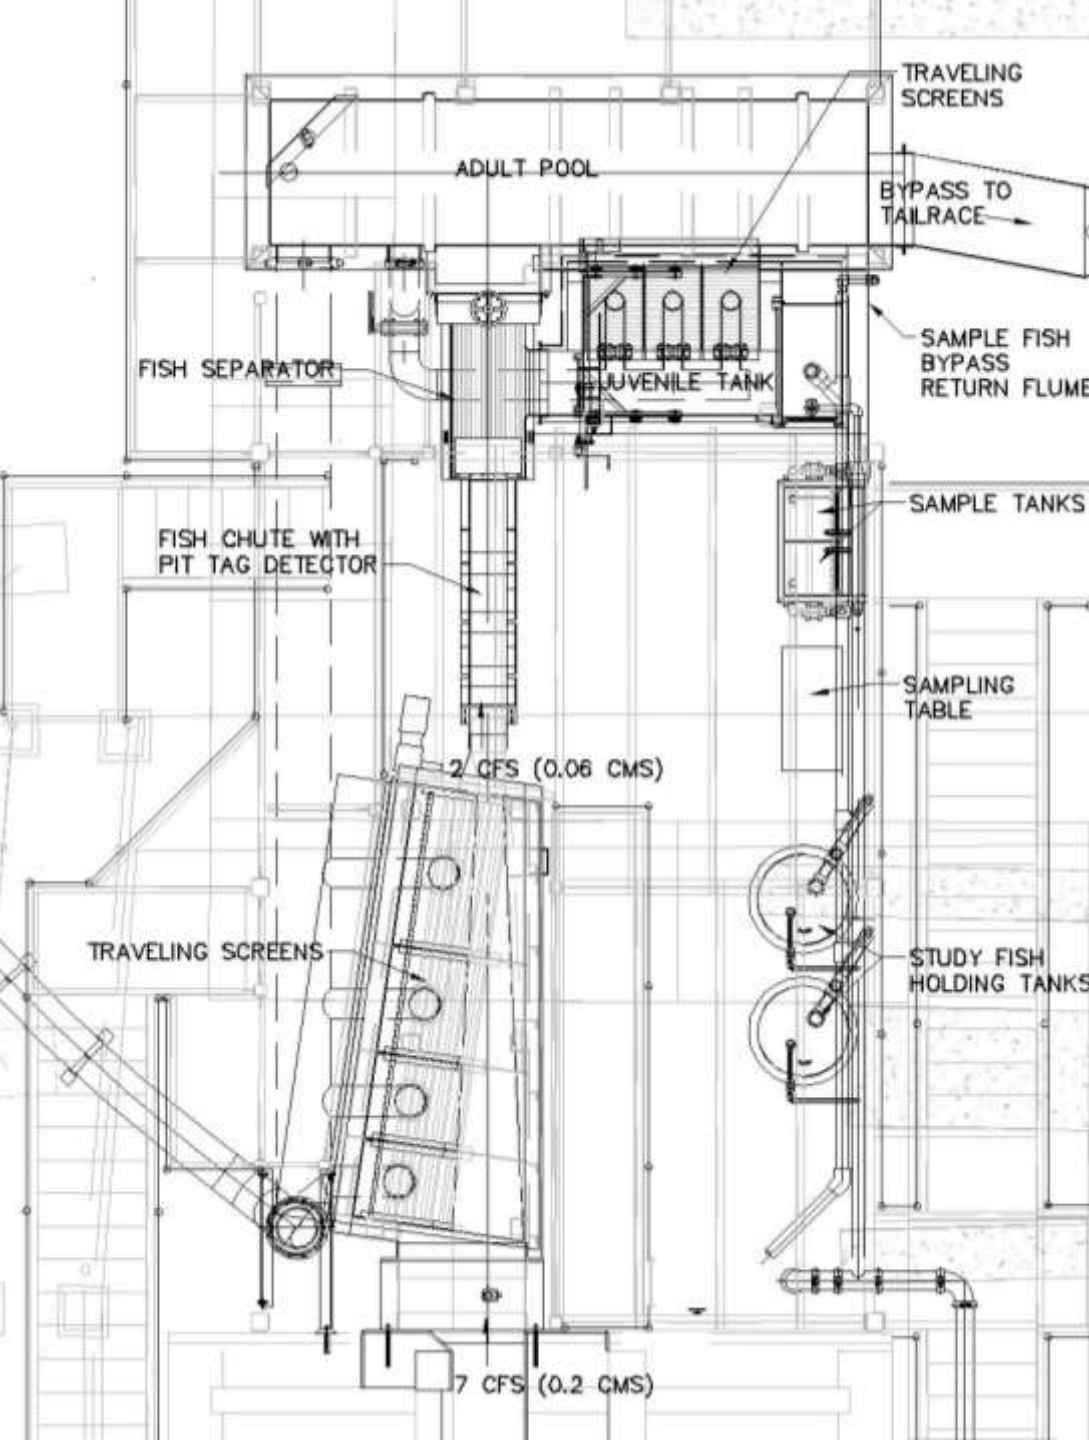 TRAVELING
SCREENS
ADULT POOL
BYPASS TO
TAILRACE
SAMPLE FISH
BYPASS
RETURN FLUME
FISH SEPARATOR
JUVENILE TANK
SAMPLE TANKS
FISH CHUTE WITH
PIT TAG DETECTOR
SAMPLING
TABLE
2 CFS (0.06 CMS)
TRAVELING SCREENS
STUDY FISH
HOLDING TANKS
7 CFS (0.2 CMS)